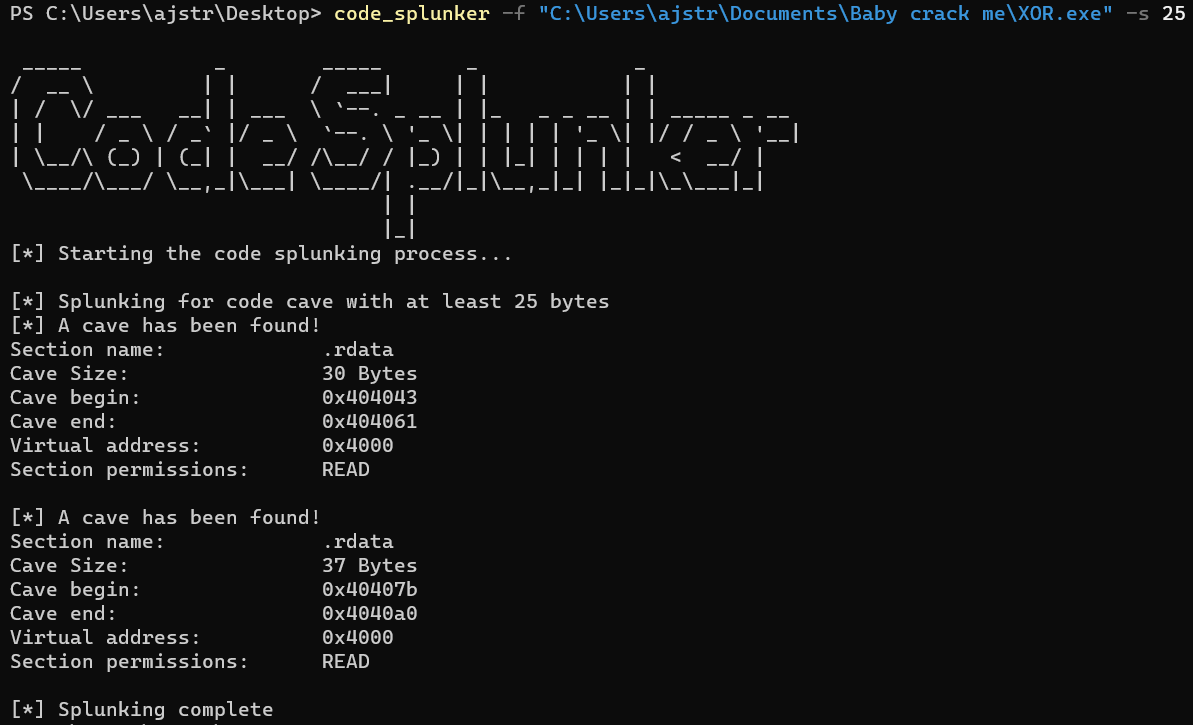 PS C:\Users\ajstr\Desktop> code_splunker -f "C:\Users\ajstr\Documents\Baby crack me\XOR.exe" -s 25
CodeSplunker
[*] Starting the code splunking process...
[*] Splunking for code cave with at least 25 bytes
[*] A cave has been found!
Section name: .rdata
Cave Size: 30 Bytes
Cave begin: 0x404043
Cave end: 0x404061
Virtual address: 0x4000
Section permissions: READ
[*] A cave has been found!
Section name: .rdata
Cave Size: 37 Bytes
Cave begin: 0x40407b
Cave end: 0x4040a0
Virtual address: 0x4000
Section permissions: READ
[*] Splunking complete